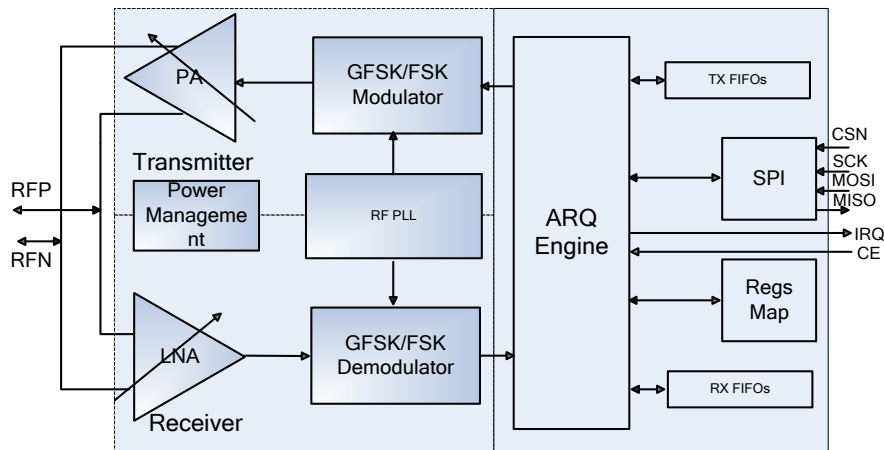 PA
GFSK/FSK
Modulator
TX FIFOs
Transmitter
Power
Manageme
nt
RF PLL
RFP
RFN
ARQ
Engine
SPI
CSN
SCK
MOSI
MISO
IRQ
CE
Regs
Map
LNA
GFSK/FSK
Demodulator
RX FIFOs
Receiver